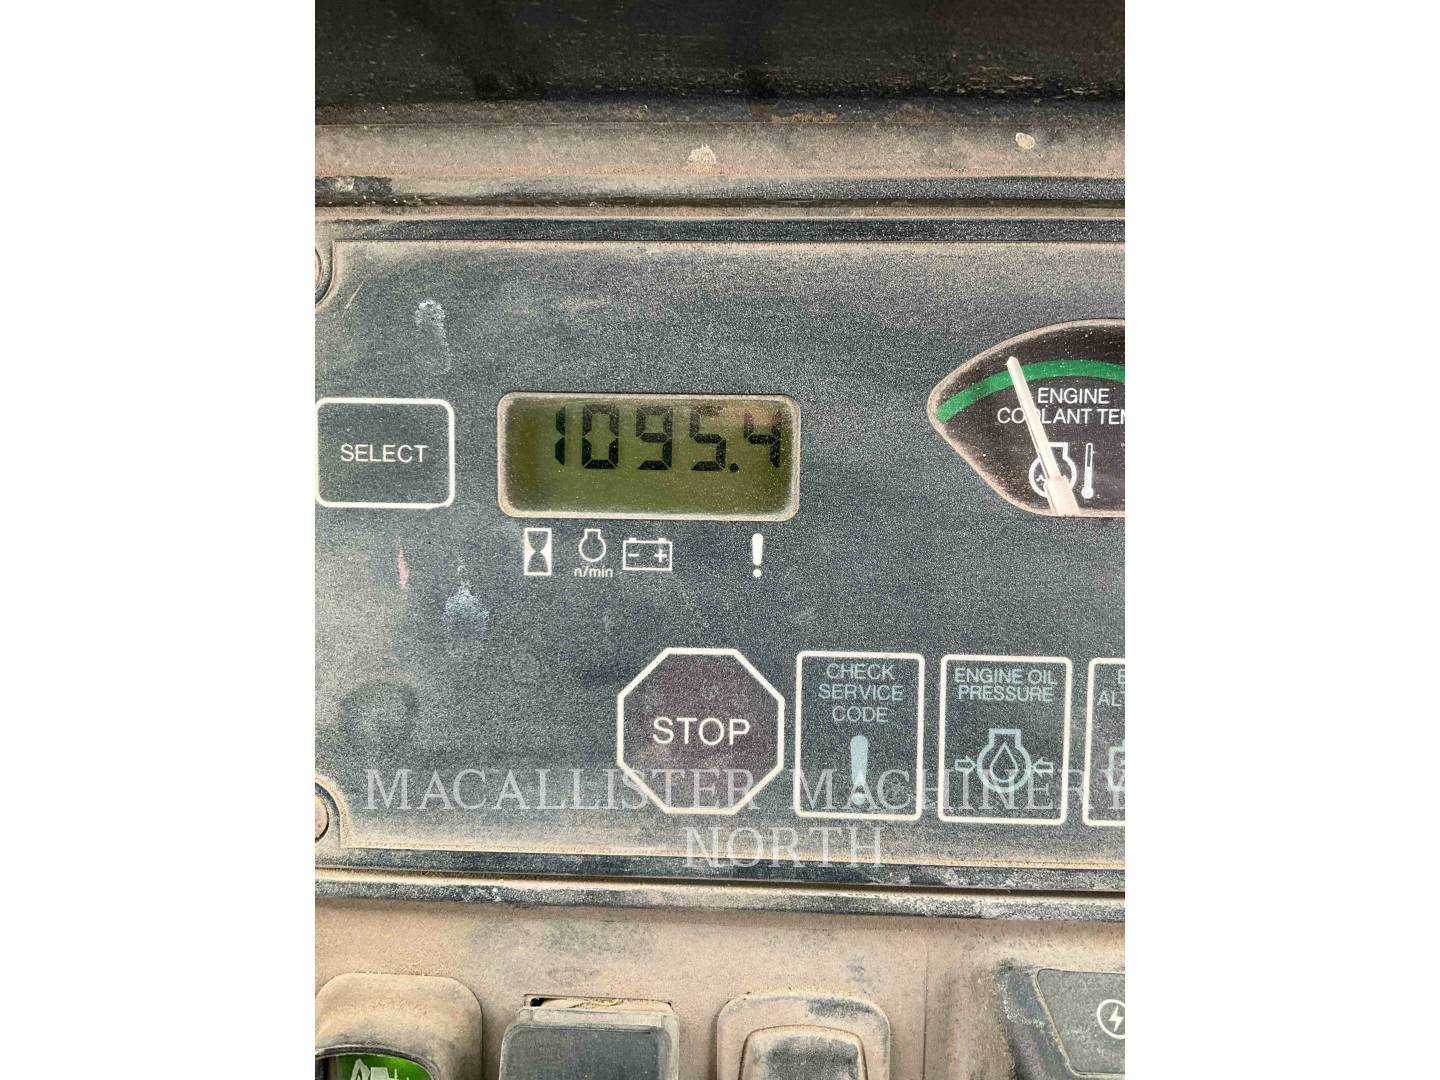 1095.4
ENGINE
COOLANT TEM
SELECT
n/min
STOP
CHECK
SERVICE
CODE
ENGINE OIL
PRESSURE
MACALLISTER MACHINERY
NORTH